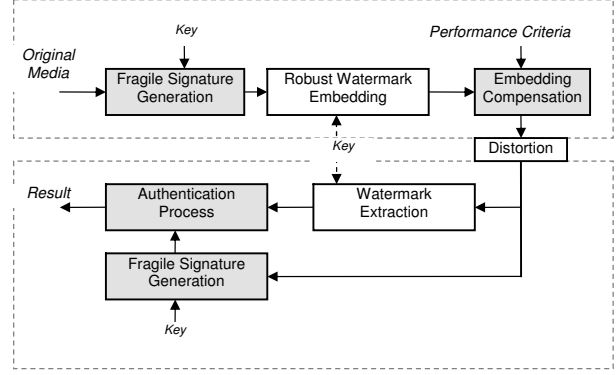 Key
Performance Criteria
Original
Media
Fragile Signature
Generation
Robust Watermark
Embedding
Embedding
Compensation
Key
Distortion
Result
Authentication
Process
Watermark
Extraction
Fragile Signature
Generation
Key